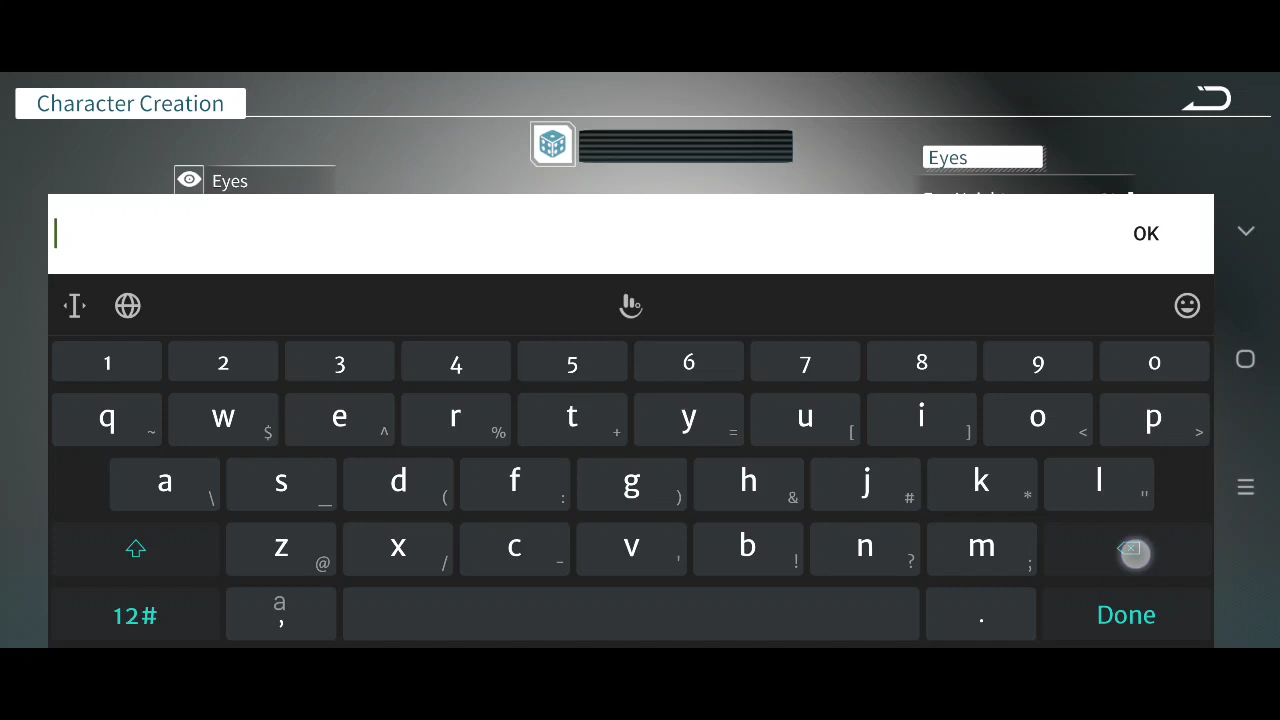 Character Creation
Eyes
Eyes
OK
1 2 3 4 5 6 7 8 9 0
q ~ w $ e ^ r % t + y = u [ i ] o < p >
a \ s _ d ( f : g ) h & j # k * l "
z @ x / c - v ' b ! n ? m ;
12# a , . Done